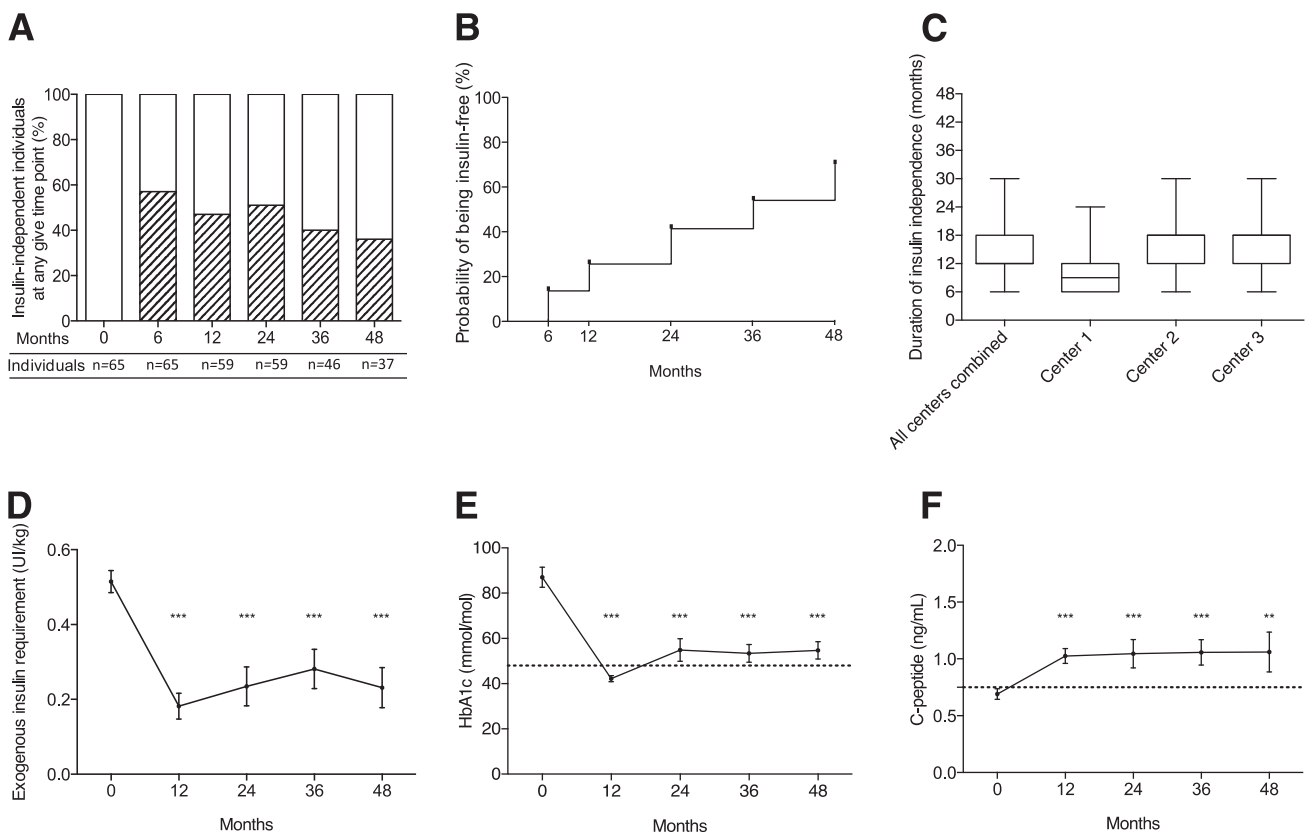 A
Insulin-independent individuals
at any give time point (%)
100
80
60
40
20
0
Months 0 6 12 24 36 48
Individuals n=65 n=65 n=59 n=59 n=46 n=37
B
Probability of being insulin-free (%)
100
80
60
40
20
0
6 12 24 36 48
Months
C
Duration of insulin independence (months)
48
42
36
30
24
18
12
6
0
All centers combined
Center 1
Center 2
Center 3
D
Exogenous insulin requirement (UI/kg)
0.6
0.4
0.2
0.0
*** *** *** ***
0 12 24 36 48
Months
E
HbA1c (mmol/mol)
100
80
60
40
20
0
*** *** *** ***
0 12 24 36 48
Months
F
C-peptide (ng/mL)
2.0
1.5
1.0
0.5
0.0
*** *** *** **
0 12 24 36 48
Months